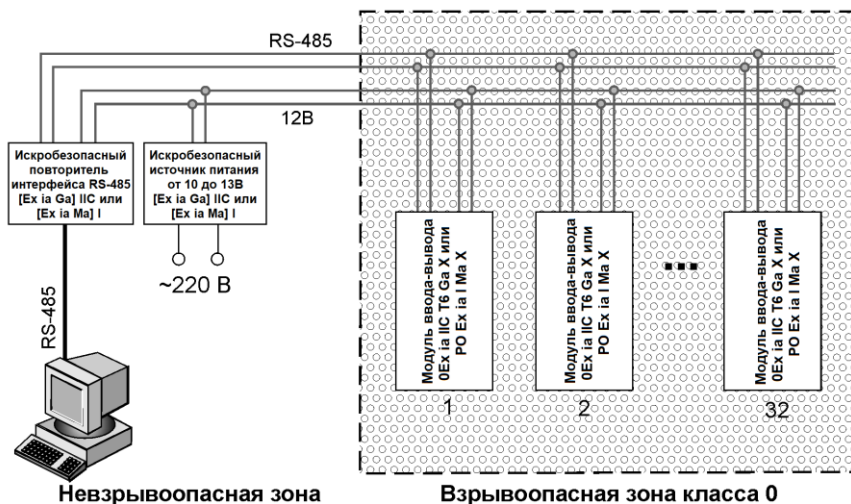 RS-485
12В
Искробезопасный
повторитель
интерфейса RS-485
[Ex ia Ga] IIC или
[Ex ia Ma] I
Искробезопасный
источник питания
от 10 до 13В
[Ex ia Ga] IIC или
[Ex ia Ma] I
~220 В
RS-485
Модуль ввода-вывода
0Ex ia IIC T6 Ga X или
PO Ex ia I Ma X
1
Модуль ввода-вывода
0Ex ia IIC T6 Ga X или
PO Ex ia I Ma X
2
Модуль ввода-вывода
0Ex ia IIC T6 Ga X или
PO Ex ia I Ma X
32
Невзрывоопасная зона
Взрывоопасная зона класса 0